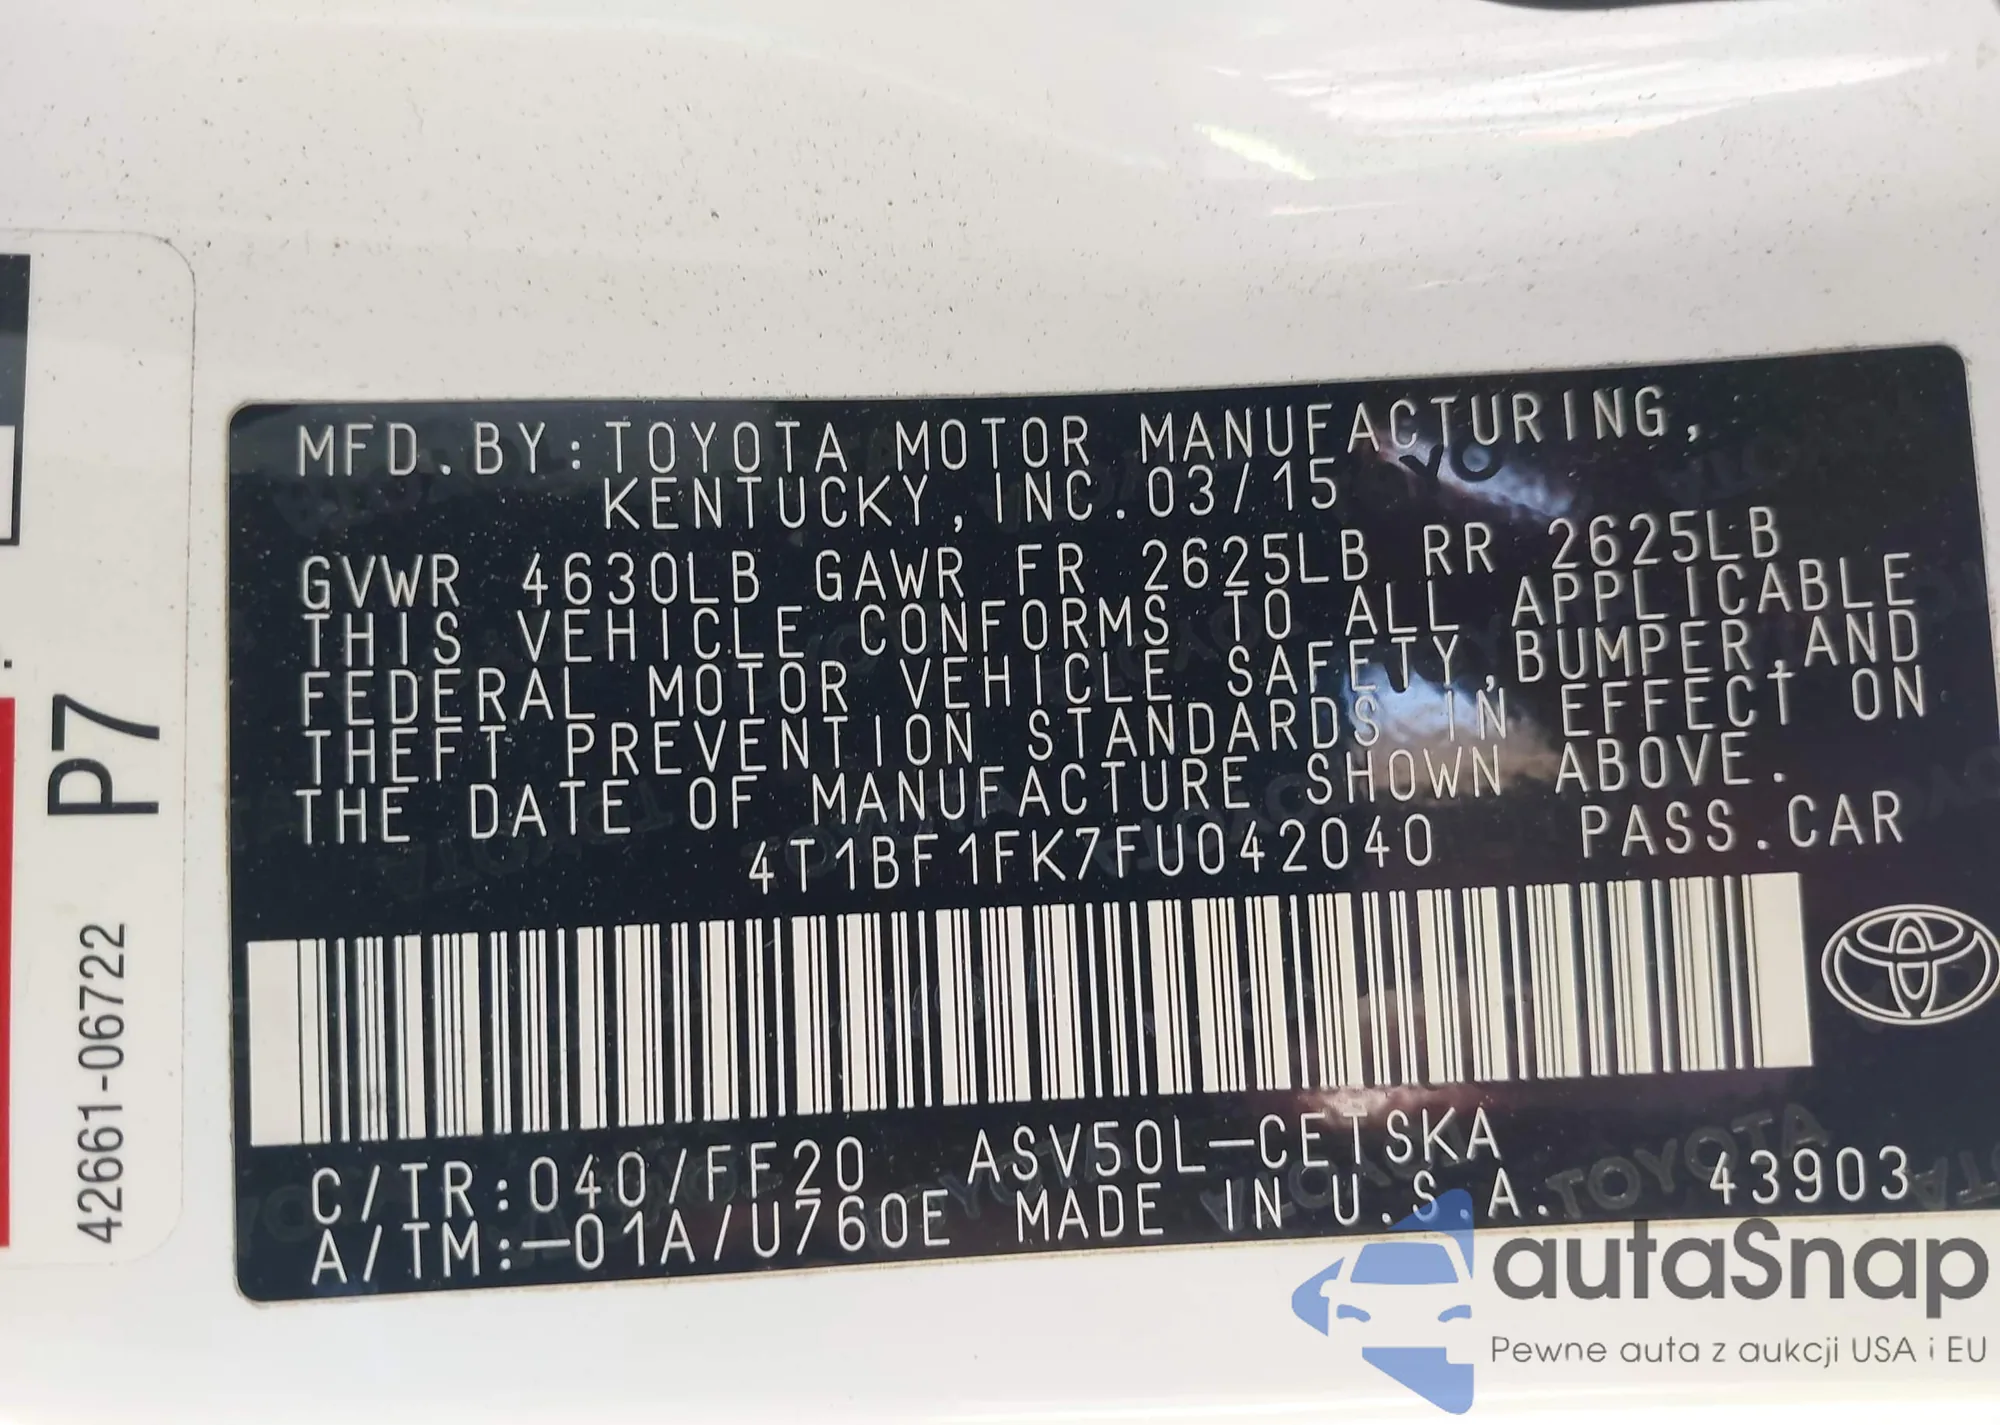 MFD.BY:TOYOTA MOTOR MANUFACTURING,
KENTUCKY,INC.03/15
GVWR 4630LB GAWR FR 2625LB RR 2625LB
THIS VEHICLE CONFORMS TO ALL APPLICABLE
FEDERAL MOTOR VEHICLE SAFETY,BUMPER,AND
THEFT PREVENTION STANDARDS IN EFFECT ON
THE DATE OF MANUFACTURE SHOWN ABOVE.
4T1BF1FK7FU042040 PASS.CAR
C/TR:040/FF20 ASV50L-CETSKA
A/TM:-01A/U760E MADE IN U.S.A. 43903
P7
42661-06722
autaSnap
Pewne auta z aukcji USA i EU